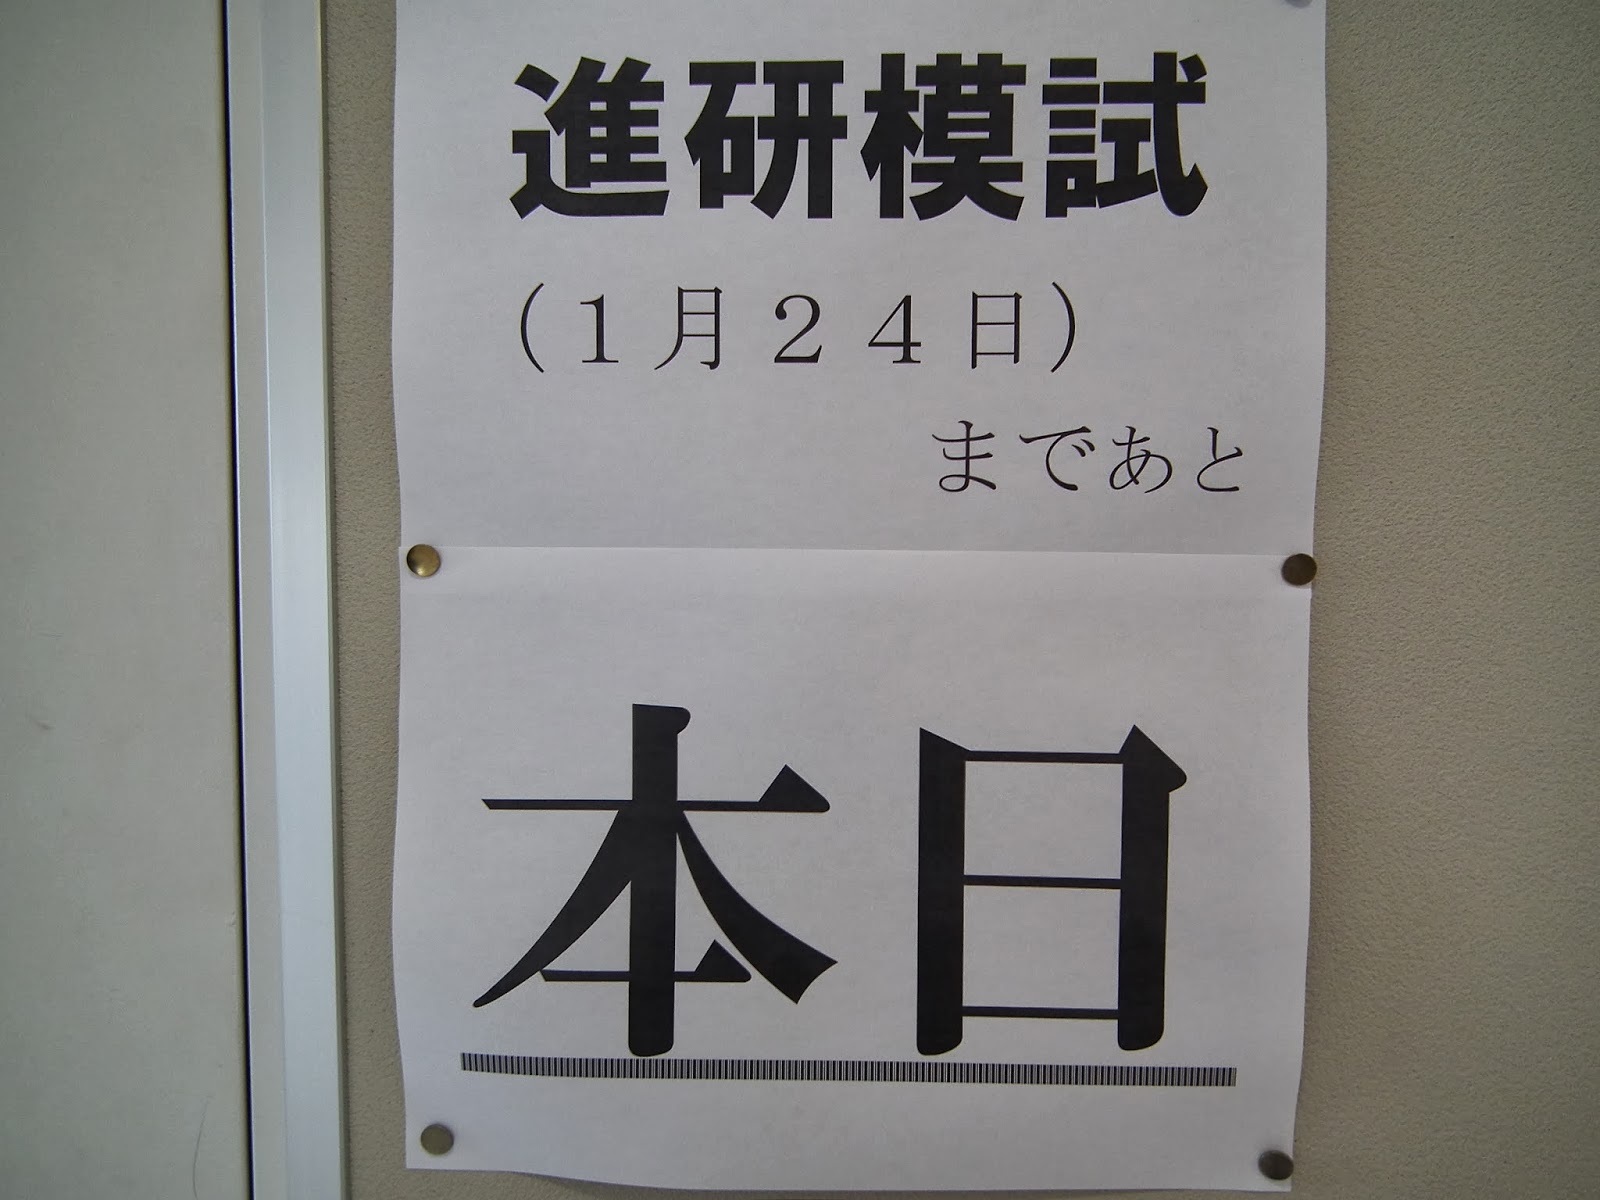 進研模試
(１月２４日)
まであと
本日